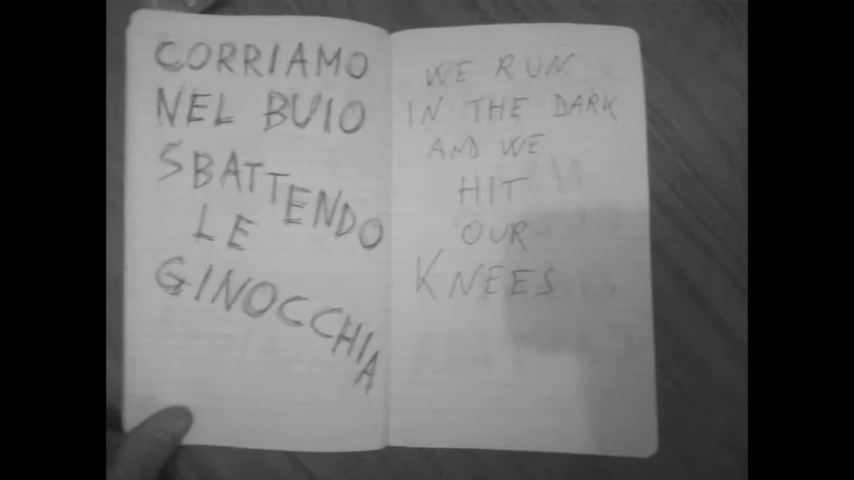 CORRIAMO
NEL BUIO
SBATTENDO
LE
GINOCCHIA
WE RUN
IN THE DARK
AND WE
HIT
OUR
KNEES